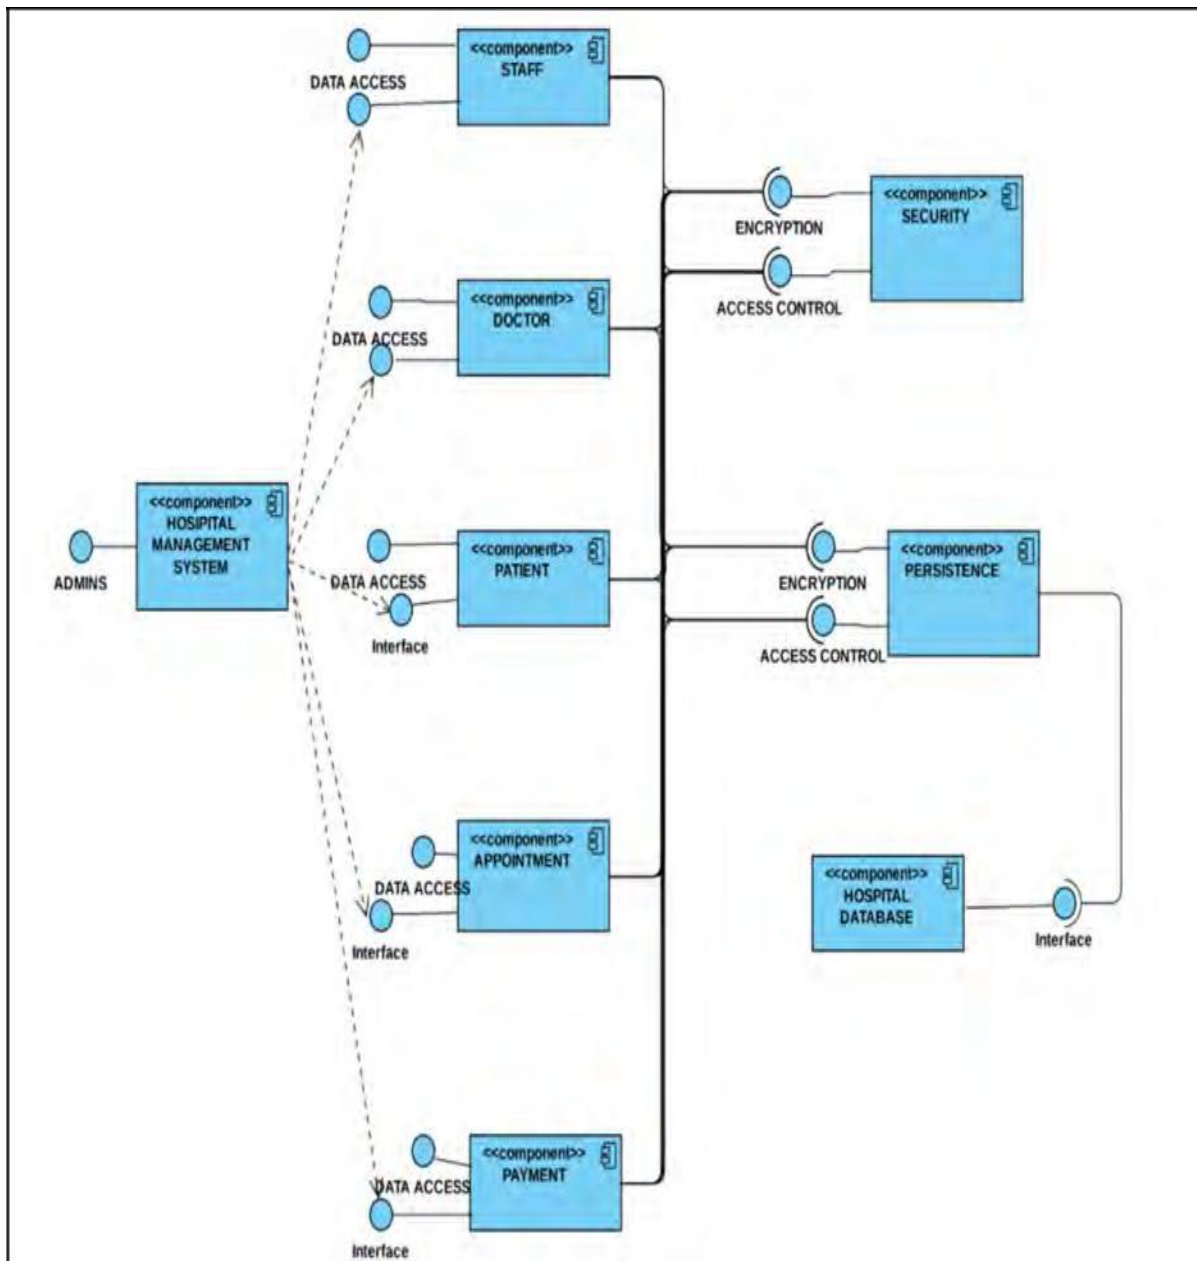 <<component>>
STAFF
DATA ACCESS
<<component>>
SECURITY
ENCRYPTION
ACCESS CONTROL
<<component>>
DOCTOR
DATA ACCESS
<<component>>
HOSIPITAL
MANAGEMENT
SYSTEM
ADMINS
<<component>>
PATIENT
DATA ACCESS
Interface
<<component>>
PERSISTENCE
ENCRYPTION
ACCESS CONTROL
<<component>>
APPOINTMENT
DATA ACCESS
Interface
<<component>>
HOSPITAL
DATABASE
Interface
<<component>>
PAYMENT
DATA ACCESS
Interface